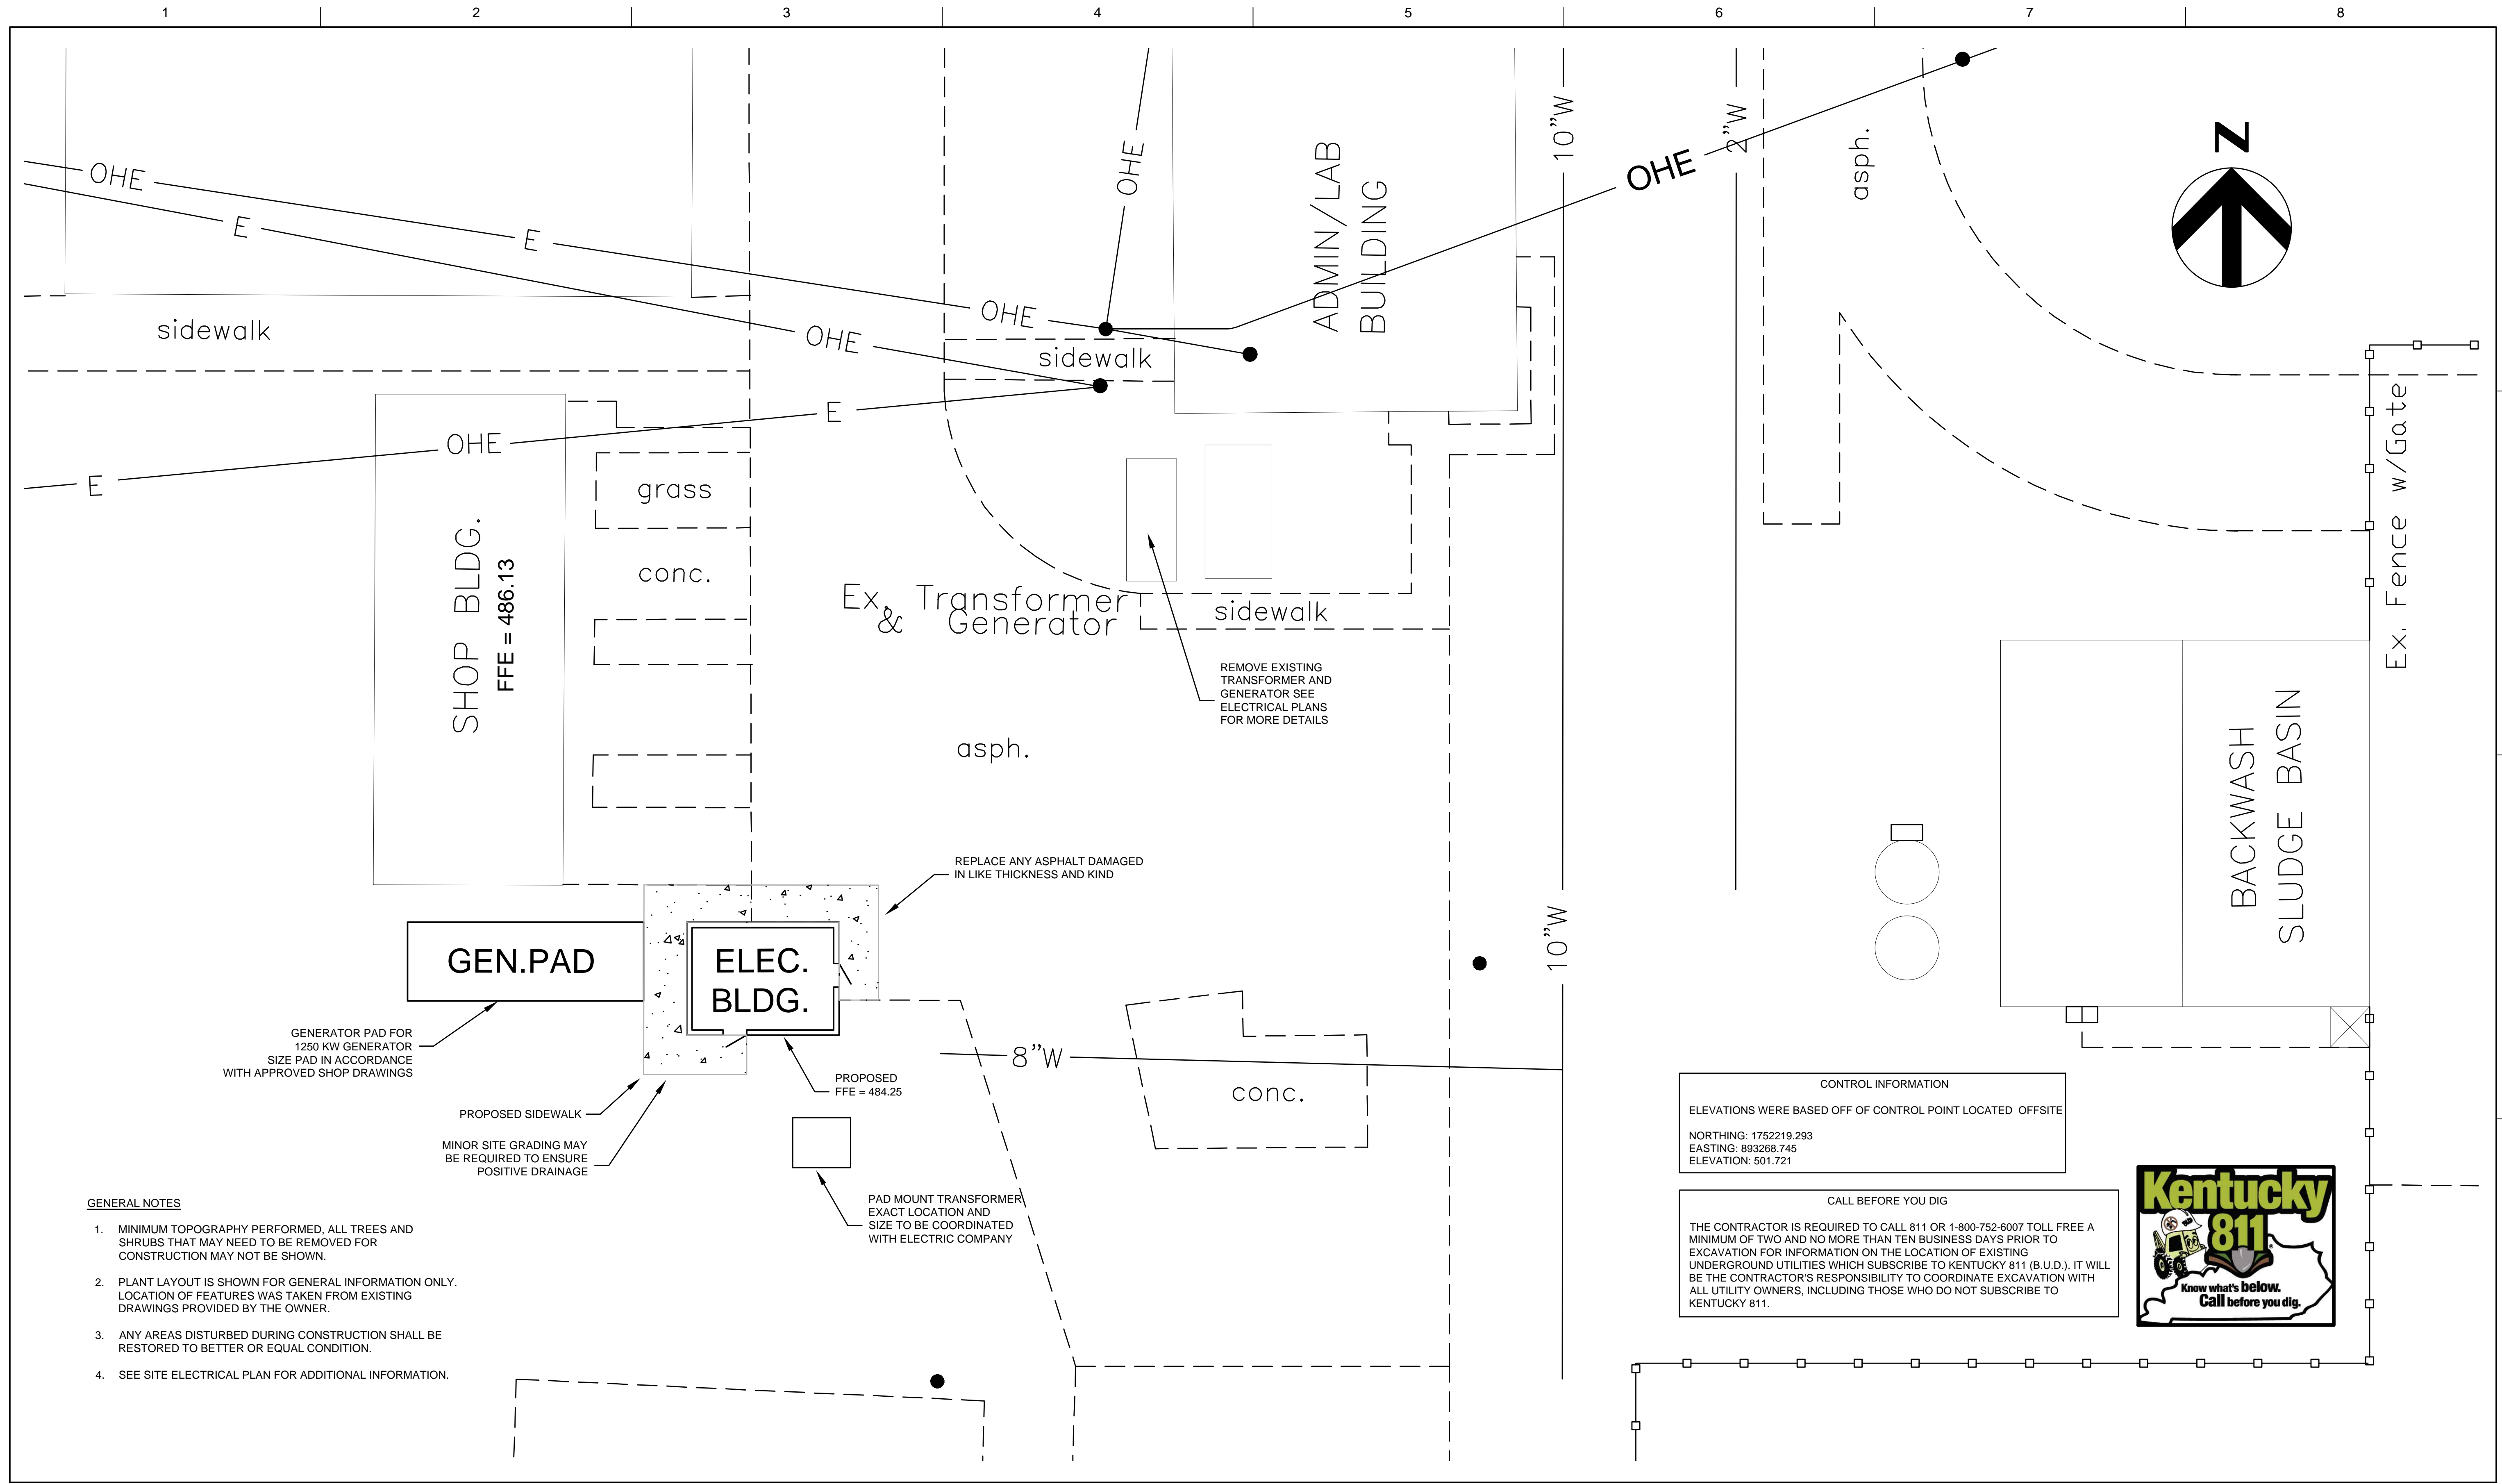 1 2 3 4 5 6 7 8
OHE
E
E
OHE
OHE
OHE
10”W
2”W
OHE
asph.
N
ADMIN/LAB
BUILDING
sidewalk
sidewalk
E
OHE
E
SHOP BLDG.
FFE = 486.13
grass
conc.
Ex. Transformer
& Generator
sidewalk
REMOVE EXISTING
TRANSFORMER AND
GENERATOR SEE
ELECTRICAL PLANS
FOR MORE DETAILS
asph.
Ex. Fence w/Gate
BACKWASH
SLUDGE BASIN
REPLACE ANY ASPHALT DAMAGED
IN LIKE THICKNESS AND KIND
GEN.PAD
ELEC.
BLDG.
10”W
GENERATOR PAD FOR
1250 KW GENERATOR
SIZE PAD IN ACCORDANCE
WITH APPROVED SHOP DRAWINGS
8”W
PROPOSED
FFE = 484.25
conc.
PROPOSED SIDEWALK
MINOR SITE GRADING MAY
BE REQUIRED TO ENSURE
POSITIVE DRAINAGE
PAD MOUNT TRANSFORMER
EXACT LOCATION AND
SIZE TO BE COORDINATED
WITH ELECTRIC COMPANY
GENERAL NOTES
1. MINIMUM TOPOGRAPHY PERFORMED, ALL TREES AND
SHRUBS THAT MAY NEED TO BE REMOVED FOR
CONSTRUCTION MAY NOT BE SHOWN.
2. PLANT LAYOUT IS SHOWN FOR GENERAL INFORMATION ONLY.
LOCATION OF FEATURES WAS TAKEN FROM EXISTING
DRAWINGS PROVIDED BY THE OWNER.
3. ANY AREAS DISTURBED DURING CONSTRUCTION SHALL BE
RESTORED TO BETTER OR EQUAL CONDITION.
4. SEE SITE ELECTRICAL PLAN FOR ADDITIONAL INFORMATION.
CONTROL INFORMATION
ELEVATIONS WERE BASED OFF OF CONTROL POINT LOCATED OFFSITE
NORTHING: 1752219.293
EASTING: 893268.745
ELEVATION: 501.721
CALL BEFORE YOU DIG
THE CONTRACTOR IS REQUIRED TO CALL 811 OR 1-800-752-6007 TOLL FREE A
MINIMUM OF TWO AND NO MORE THAN TEN BUSINESS DAYS PRIOR TO
EXCAVATION FOR INFORMATION ON THE LOCATION OF EXISTING
UNDERGROUND UTILITIES WHICH SUBSCRIBE TO KENTUCKY 811 (B.U.D.). IT WILL
BE THE CONTRACTOR'S RESPONSIBILITY TO COORDINATE EXCAVATION WITH
ALL UTILITY OWNERS, INCLUDING THOSE WHO DO NOT SUBSCRIBE TO
KENTUCKY 811.
Kentucky
811
Know what's below.
Call before you dig.